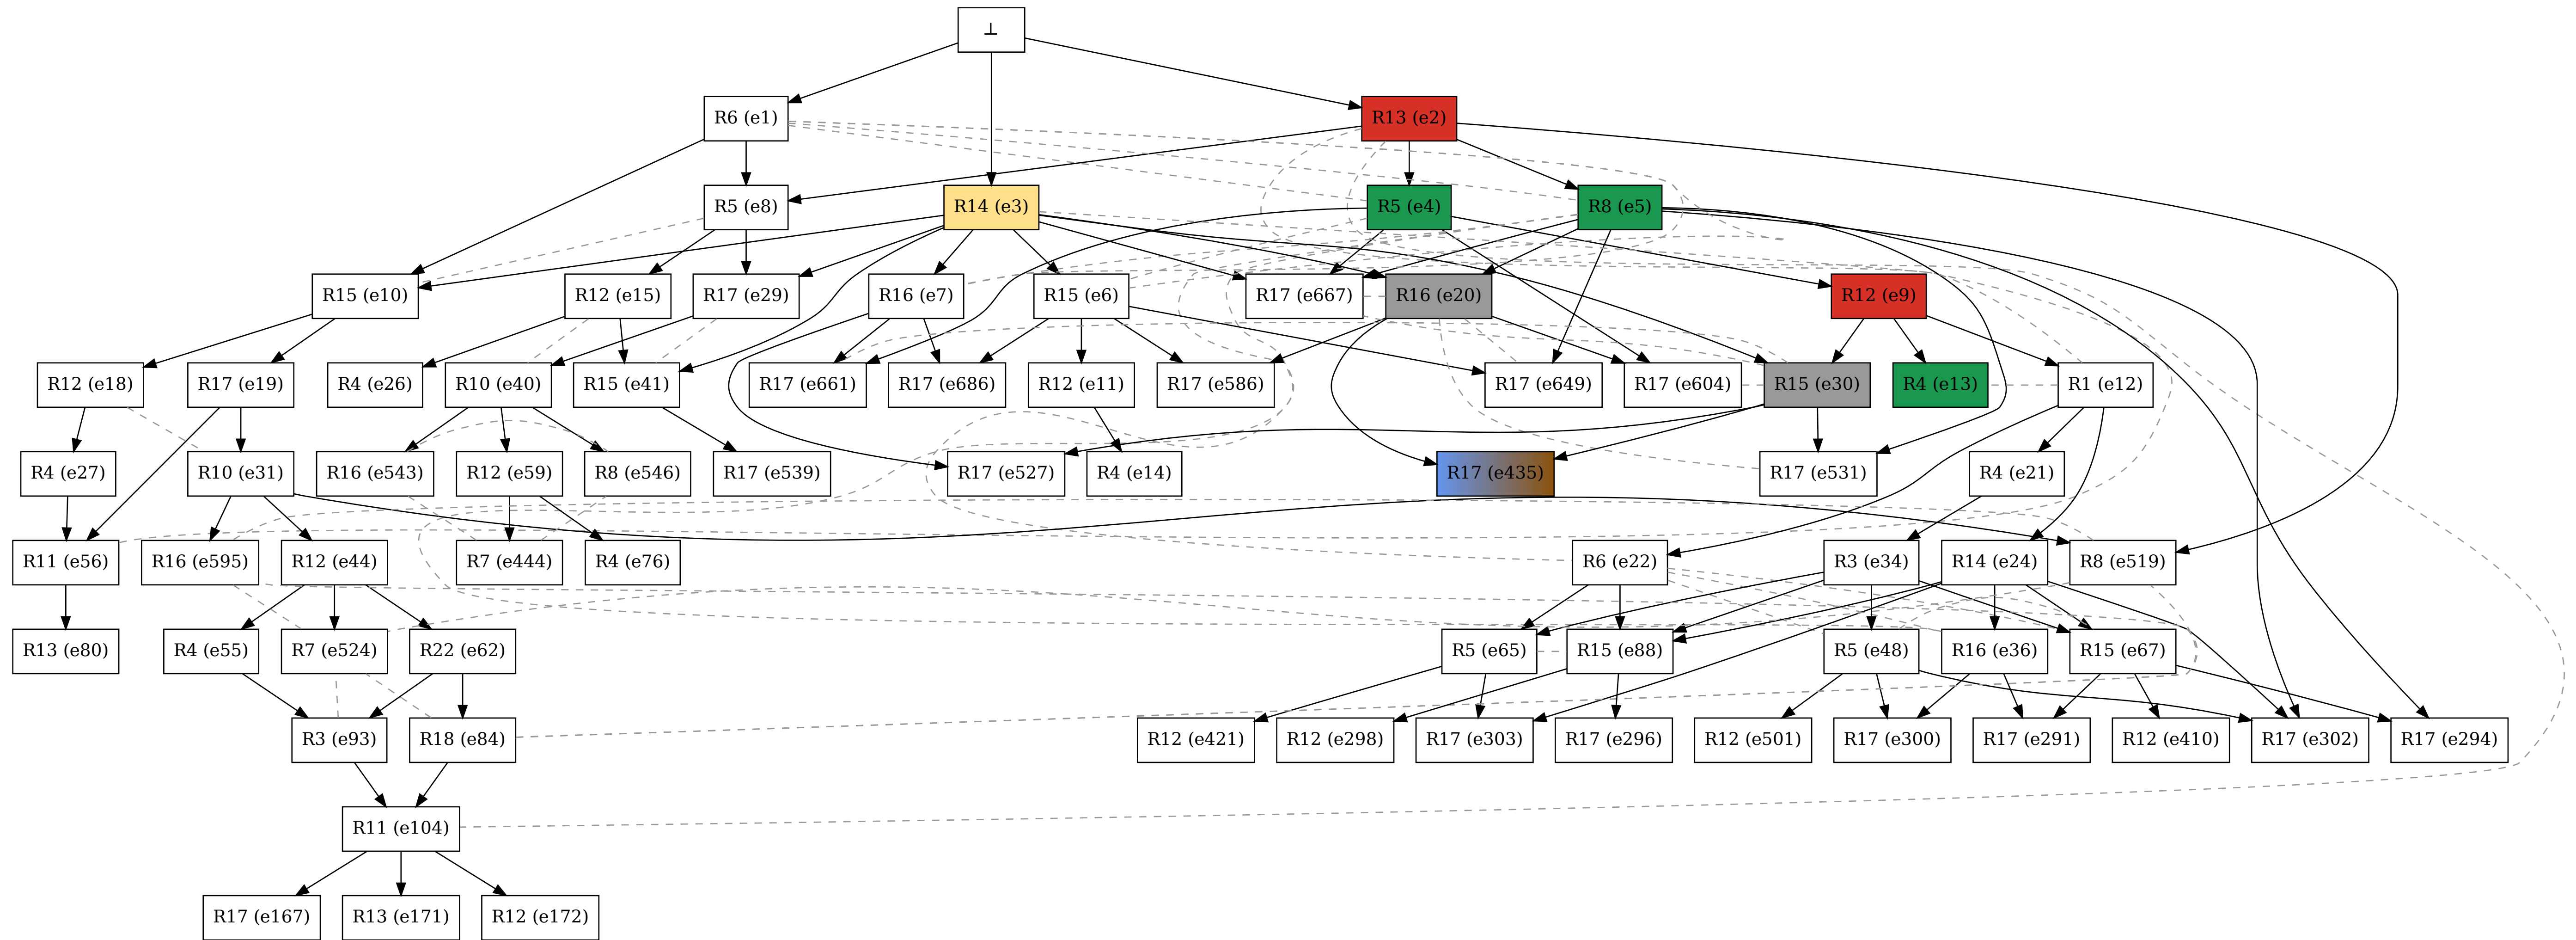 ⊥
R6 (e1)
R13 (e2)
R5 (e8)
R14 (e3)
R5 (e4)
R8 (e5)
R15 (e10)
R12 (e15)
R17 (e29)
R16 (e7)
R15 (e6)
R17 (e667)
R16 (e20)
R12 (e9)
R12 (e18)
R17 (e19)
R4 (e26)
R10 (e40)
R15 (e41)
R17 (e661)
R17 (e686)
R12 (e11)
R17 (e586)
R17 (e649)
R17 (e604)
R15 (e30)
R4 (e13)
R1 (e12)
R4 (e27)
R10 (e31)
R16 (e543)
R12 (e59)
R8 (e546)
R17 (e539)
R17 (e527)
R4 (e14)
R17 (e435)
R17 (e531)
R4 (e21)
R11 (e56)
R16 (e595)
R12 (e44)
R7 (e444)
R4 (e76)
R6 (e22)
R3 (e34)
R14 (e24)
R8 (e519)
R13 (e80)
R4 (e55)
R7 (e524)
R22 (e62)
R5 (e65)
R15 (e88)
R5 (e48)
R16 (e36)
R15 (e67)
R3 (e93)
R18 (e84)
R12 (e421)
R12 (e298)
R17 (e303)
R17 (e296)
R12 (e501)
R17 (e300)
R17 (e291)
R12 (e410)
R17 (e302)
R17 (e294)
R11 (e104)
R17 (e167)
R13 (e171)
R12 (e172)